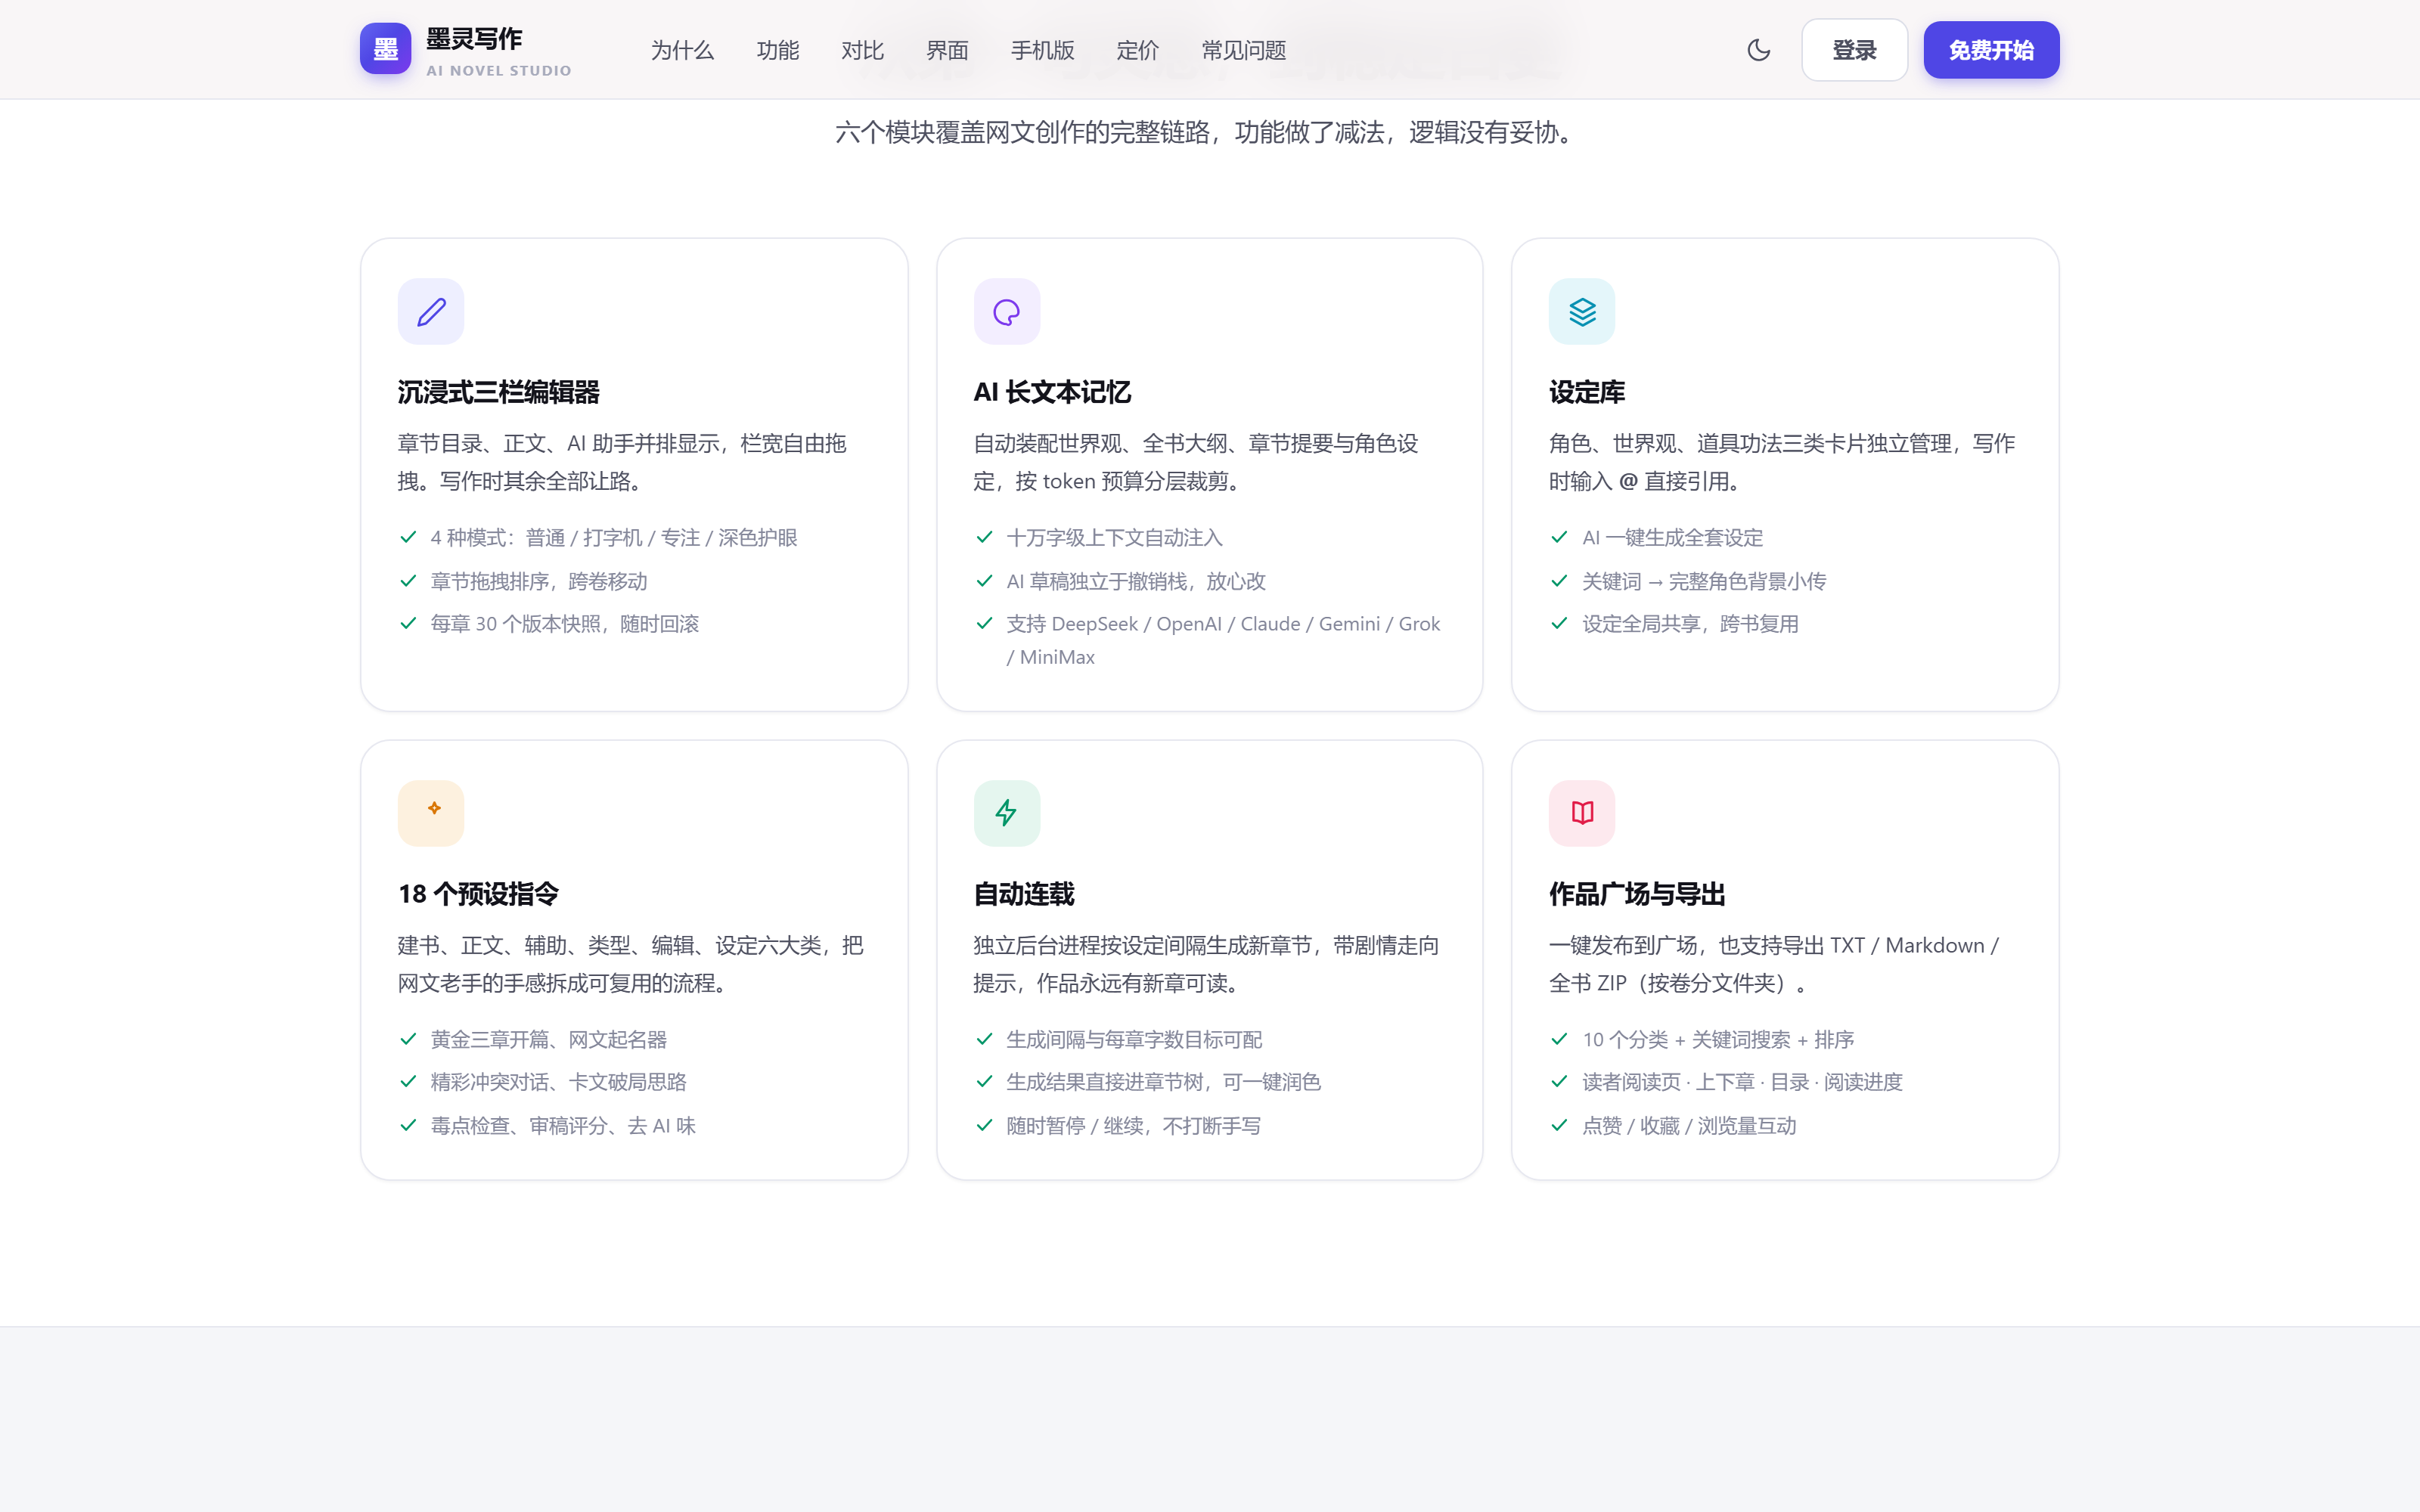 墨
墨灵写作
AI NOVEL STUDIO
为什么
功能
对比
界面
手机版
定价
常见问题
登录
免费开始
六个模块覆盖网文创作的完整链路，功能做了减法，逻辑没有妥协。
沉浸式三栏编辑器
章节目录、正文、AI 助手并排显示，栏宽自由拖
拽。写作时其余全部让路。
4 种模式：普通 / 打字机 / 专注 / 深色护眼
章节拖拽排序，跨卷移动
每章 30 个版本快照，随时回滚
AI 长文本记忆
自动装配世界观、全书大纲、章节提要与角色设
定，按 token 预算分层裁剪。
十万字级上下文自动注入
AI 草稿独立于撤销栈，放心改
支持 DeepSeek / OpenAI / Claude / Gemini / Grok
/ MiniMax
设定库
角色、世界观、道具功法三类卡片独立管理，写作
时输入 @ 直接引用。
AI 一键生成全套设定
关键词 → 完整角色背景小传
设定全局共享，跨书复用
18 个预设指令
建书、正文、辅助、类型、编辑、设定六大类，把
网文老手的手感拆成可复用的流程。
黄金三章开篇、网文起名器
精彩冲突对话、卡文破局思路
毒点检查、审稿评分、去 AI 味
自动连载
独立后台进程按设定间隔生成新章节，带剧情走向
提示，作品永远有新章可读。
生成间隔与每章字数目标可配
生成结果直接进章节树，可一键润色
随时暂停 / 继续，不打断手写
作品广场与导出
一键发布到广场，也支持导出 TXT / Markdown /
全书 ZIP（按卷分文件夹）。
10 个分类 + 关键词搜索 + 排序
读者阅读页 · 上下章 · 目录 · 阅读进度
点赞 / 收藏 / 浏览量互动